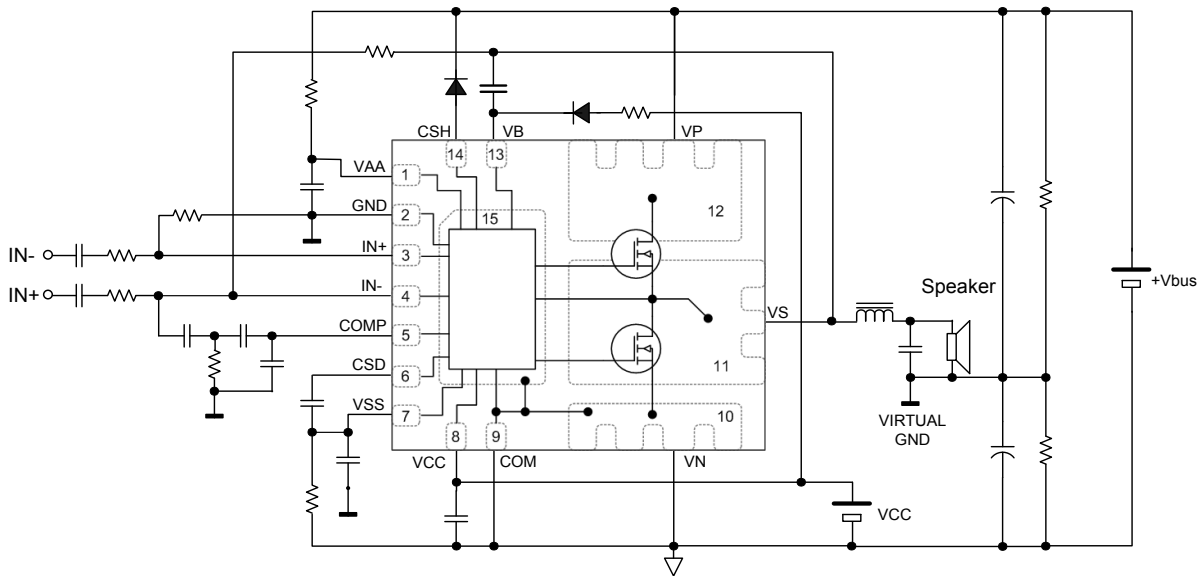 CSH
VB
VP
14
13
VAA
1
GND
2
15
12
IN-
IN+
3
IN+
IN-
4
Speaker
+Vbus
VS
COMP
5
CSD
6
11
VSS
7
10
VIRTUAL
GND
8
9
VCC
COM
VN
VCC